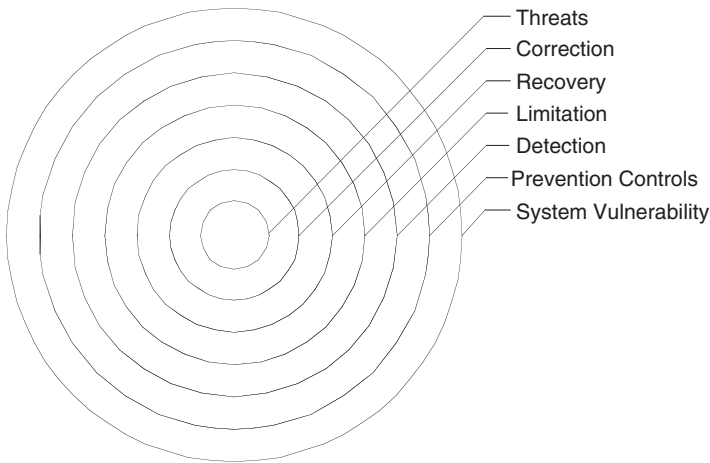 Threats
Correction
Recovery
Limitation
Detection
Prevention Controls
System Vulnerability